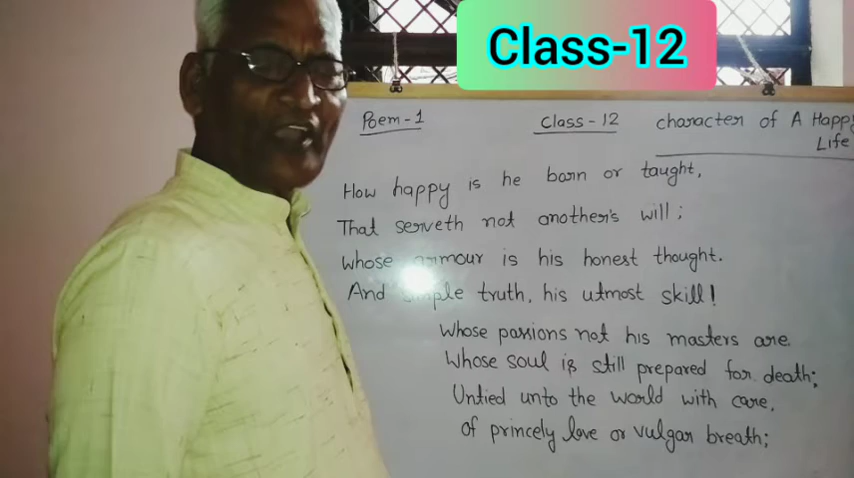 Class-12
Poem-1 Class-12 character of A Happy
Life
How happy is he born or taught,
That serveth not another's will;
whose armour is his honest thought.
And simple truth, his utmost skill!
Whose passions not his masters are.
Whose soul is still prepared for death;
Untied unto the world with care,
of princely love or vulgar breath;